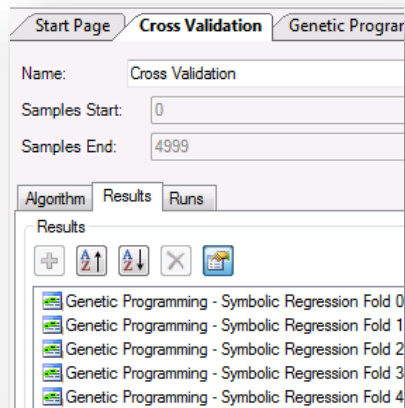 Start Page Cross Validation Genetic Program
Name: Cross Validation
Samples Start: 0
Samples End: 4999
Algorithm Results Runs
Results
Genetic Programming - Symbolic Regression Fold 0
Genetic Programming - Symbolic Regression Fold 1
Genetic Programming - Symbolic Regression Fold 2
Genetic Programming - Symbolic Regression Fold 3
Genetic Programming - Symbolic Regression Fold 4